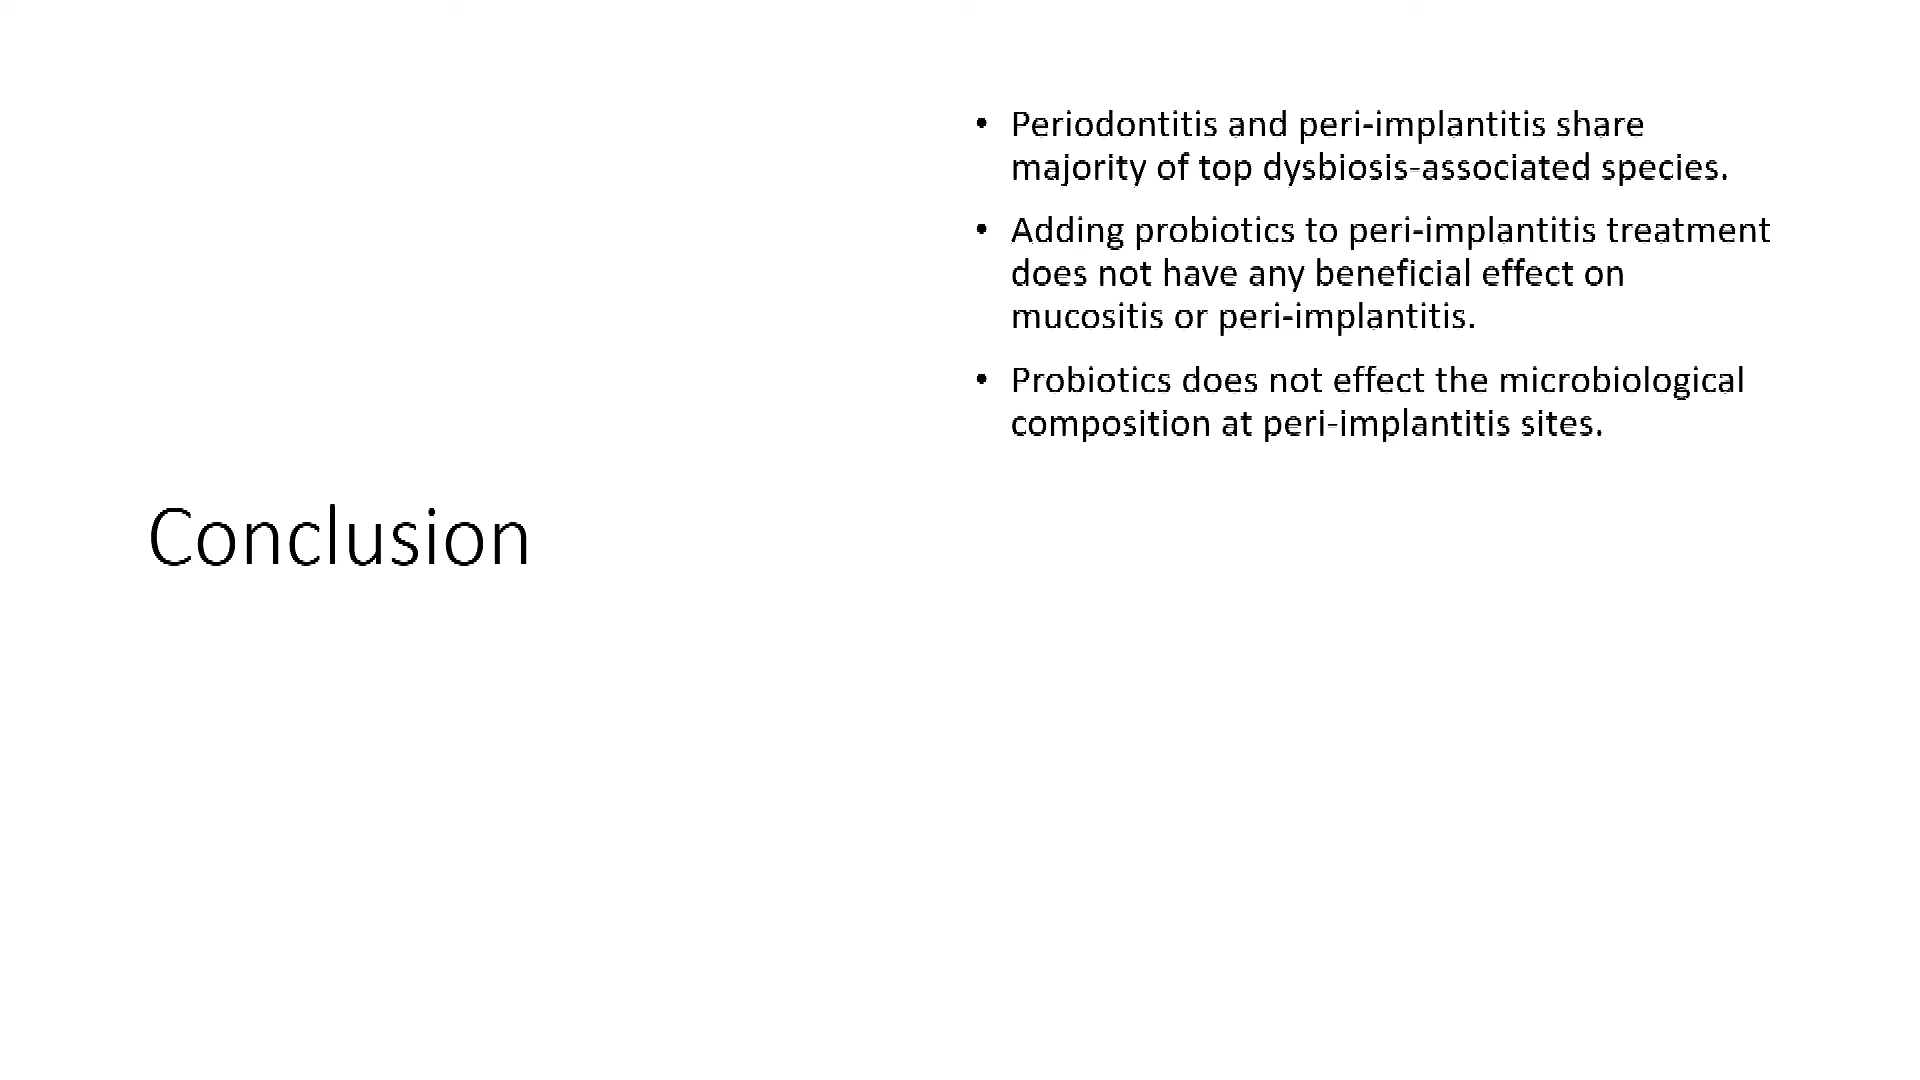 Conclusion
• Periodontitis and peri-implantitis share
majority of top dysbiosis-associated species.
• Adding probiotics to peri-implantitis treatment
does not have any beneficial effect on
mucositis or peri-implantitis.
• Probiotics does not effect the microbiological
composition at peri-implantitis sites.